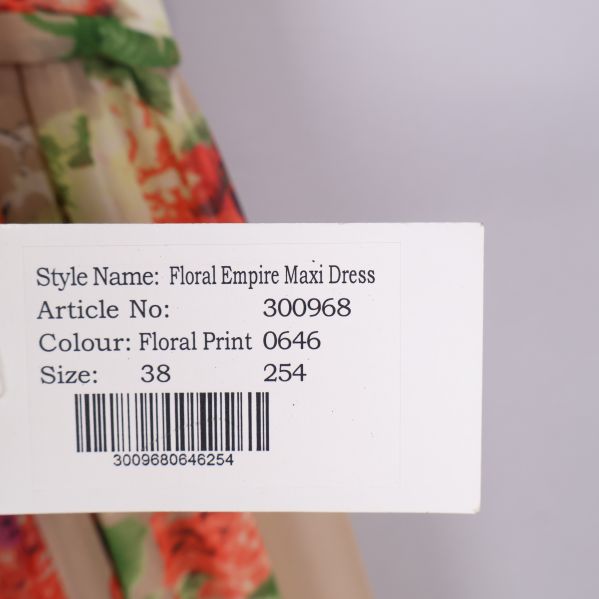 Style Name: Floral Empire Maxi Dress
Article No: 300968
Colour: Floral Print 0646
Size: 38 254
3009680646254